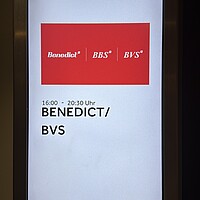 Benedict® | BBS® | BVS®
16:00 - 20:30 Uhr
BENEDICT/
BVS